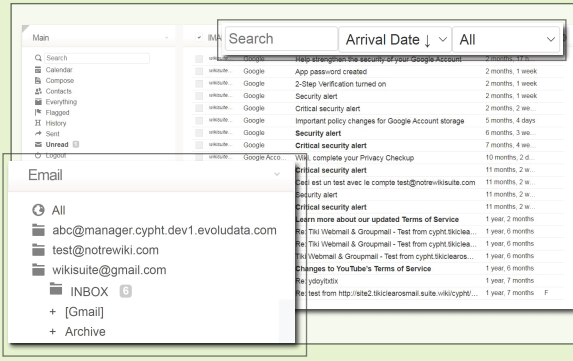 Main
IMA
Search
Arrival Date ↓
All
Search
Calendar
Compose
Contacts
Everything
Flagged
History
Sent
Unread 1
Logout
wikisuite... Google Help strengthen the security of your Google Account 2 months, 17 h...
wikisuite... Google App password created 2 months, 1 week
wikisuite... Google 2-Step Verification turned on 2 months, 1 week
wikisuite... Google Security alert 2 months, 1 week
wikisuite... Google Critical security alert 2 months, 2 we...
wikisuite... Google Important policy changes for Google Account storage 5 months, 4 days
wikisuite... Google Security alert 6 months, 3 we...
wikisuite... Google Critical security alert 7 months, 4 we...
wikisuite... Google Acco... Wiki, complete your Privacy Checkup 10 months, 2 d...
Critical security alert 11 months, 2 w...
Ceci est un test avec le compte test@notrewikisuite.com 11 months, 2 w...
Security alert 11 months, 2 w...
Critical security alert 11 months, 2 w...
Learn more about our updated Terms of Service 1 year, 2 months
Re: Tiki Webmail & Groupmail - Test from cypht.tikiclea... 1 year, 6 months
Re: Tiki Webmail & Groupmail - Test from cypht.tikiclea... 1 year, 6 months
Tiki Webmail & Groupmail - Test from cypht.tikiclearos... 1 year, 6 months
Changes to YouTube's Terms of Service 1 year, 6 months
Re: ydoyitxtix 1 year, 7 months
Re: test from http://site2.tikiclearosmail.suite.wiki/cypht/... 1 year, 7 months F
Email
All
abc@manager.cypht.dev1.evoludata.com
test@notrewiki.com
wikisuite@gmail.com
INBOX 6
+ [Gmail]
+ Archive